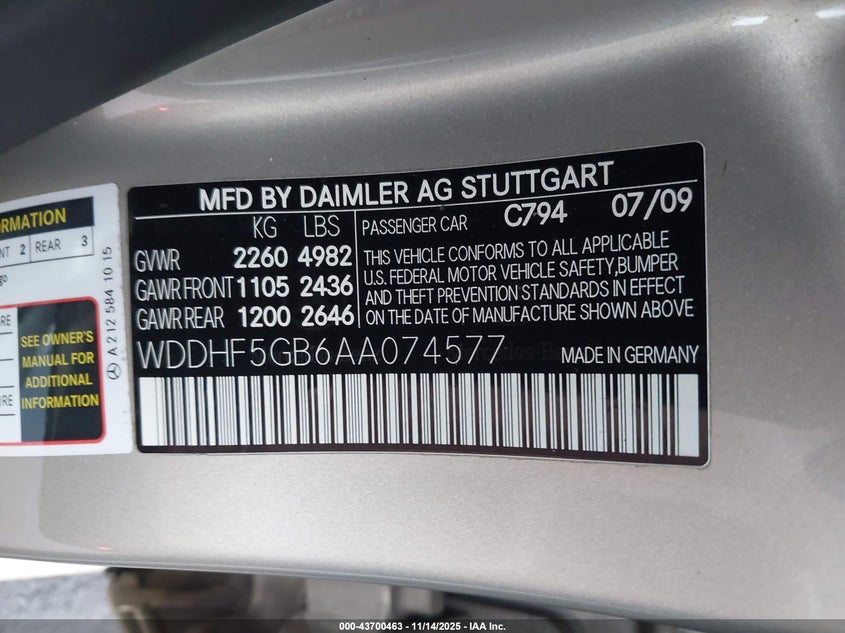 MFD BY DAIMLER AG STUTTGART
KG LBS
GVWR 2260 4982
GAWR FRONT 1105 2436
GAWR REAR 1200 2646
PASSENGER CAR C794 07/09
THIS VEHICLE CONFORMS TO ALL APPLICABLE
U.S. FEDERAL MOTOR VEHICLE SAFETY,BUMPER
AND THEFT PREVENTION STANDARDS IN EFFECT
ON THE DATE OF MANUFACTURE SHOWN ABOVE
WDDHF5GB6AA074577
MADE IN GERMANY
2 REAR 3
SEE OWNER'S
MANUAL FOR
ADDITIONAL
INFORMATION
A 212 584 10 15
000-43700463 - 11/14/2025 - IAA Inc.